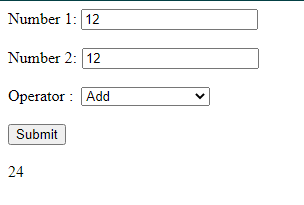 Number 1: 12
Number 2: 12
Operator : Add
Submit
24